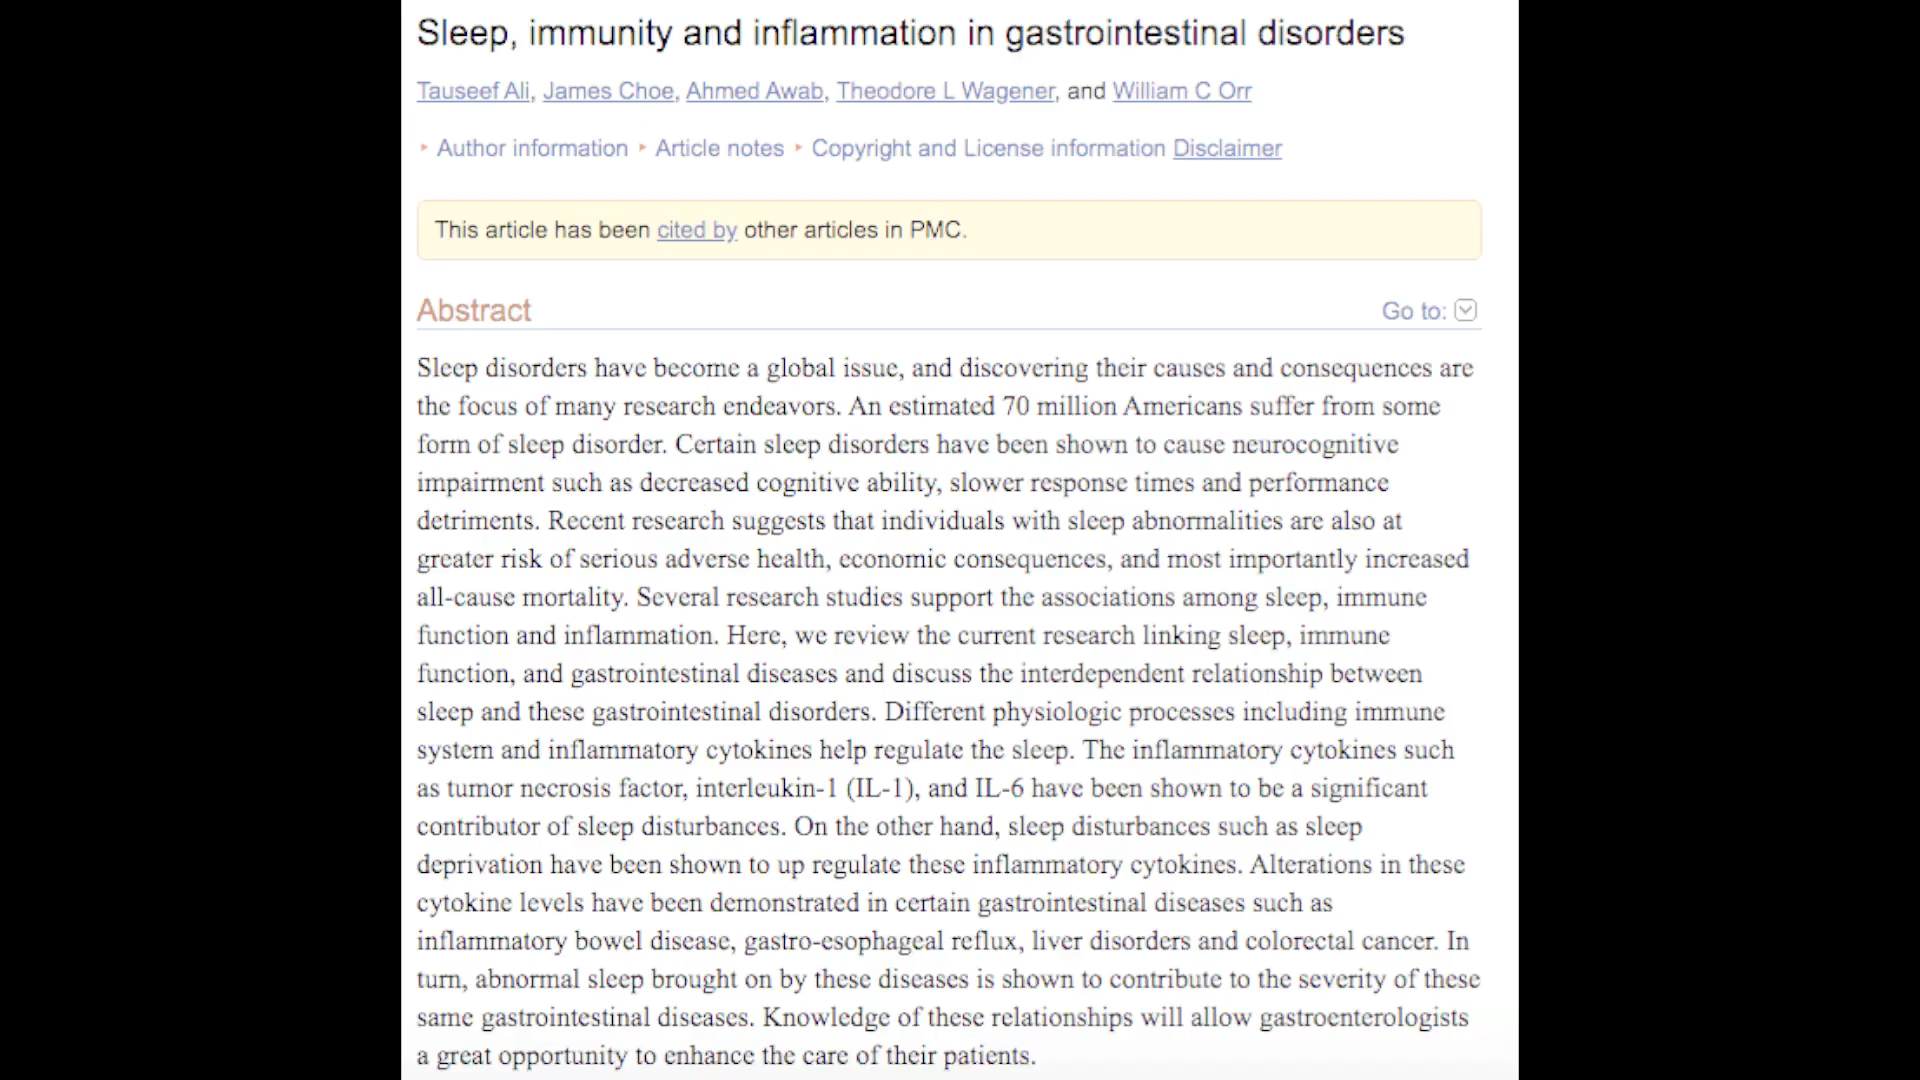 Sleep, immunity and inflammation in gastrointestinal disorders
Tauseef Ali, James Choe, Ahmed Awab, Theodore L Wagener, and William C Orr
‣ Author information ‣ Article notes ‣ Copyright and License information Disclaimer
This article has been cited by other articles in PMC.
Abstract
Go to:
Sleep disorders have become a global issue, and discovering their causes and consequences are
the focus of many research endeavors. An estimated 70 million Americans suffer from some
form of sleep disorder. Certain sleep disorders have been shown to cause neurocognitive
impairment such as decreased cognitive ability, slower response times and performance
detriments. Recent research suggests that individuals with sleep abnormalities are also at
greater risk of serious adverse health, economic consequences, and most importantly increased
all-cause mortality. Several research studies support the associations among sleep, immune
function and inflammation. Here, we review the current research linking sleep, immune
function, and gastrointestinal diseases and discuss the interdependent relationship between
sleep and these gastrointestinal disorders. Different physiologic processes including immune
system and inflammatory cytokines help regulate the sleep. The inflammatory cytokines such
as tumor necrosis factor, interleukin-1 (IL-1), and IL-6 have been shown to be a significant
contributor of sleep disturbances. On the other hand, sleep disturbances such as sleep
deprivation have been shown to up regulate these inflammatory cytokines. Alterations in these
cytokine levels have been demonstrated in certain gastrointestinal diseases such as
inflammatory bowel disease, gastro-esophageal reflux, liver disorders and colorectal cancer. In
turn, abnormal sleep brought on by these diseases is shown to contribute to the severity of these
same gastrointestinal diseases. Knowledge of these relationships will allow gastroenterologists
a great opportunity to enhance the care of their patients.